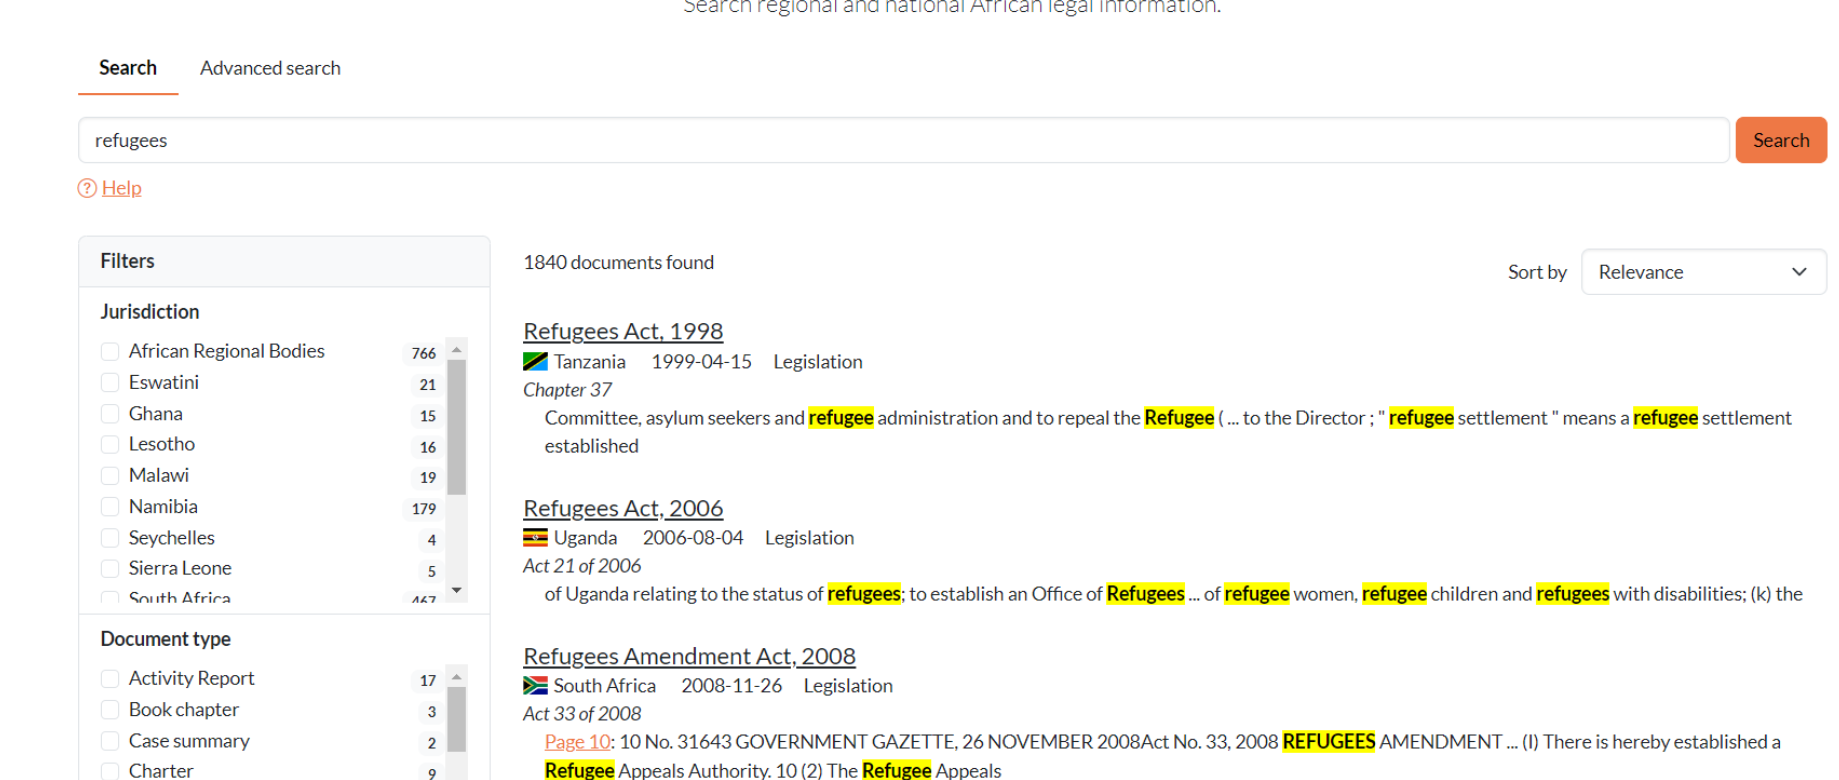 Search regional and national African legal information.
Search Advanced search
refugees Search
Help
Filters
Jurisdiction
African Regional Bodies 766
Eswatini 21
Ghana 15
Lesotho 16
Malawi 19
Namibia 179
Seychelles 4
Sierra Leone 5
South Africa 467
Document type
Activity Report 17
Book chapter 3
Case summary 2
Charter 9
1840 documents found
Sort by Relevance
Refugees Act, 1998
Tanzania 1999-04-15 Legislation
Chapter 37
Committee, asylum seekers and refugee administration and to repeal the Refugee ( ... to the Director ; " refugee settlement " means a refugee settlement
established
Refugees Act, 2006
Uganda 2006-08-04 Legislation
Act 21 of 2006
of Uganda relating to the status of refugees; to establish an Office of Refugees ... of refugee women, refugee children and refugees with disabilities; (k) the
Refugees Amendment Act, 2008
South Africa 2008-11-26 Legislation
Act 33 of 2008
Page 10: 10 No. 31643 GOVERNMENT GAZETTE, 26 NOVEMBER 2008Act No. 33, 2008 REFUGEES AMENDMENT ... (I) There is hereby established a
Refugee Appeals Authority. 10 (2) The Refugee Appeals